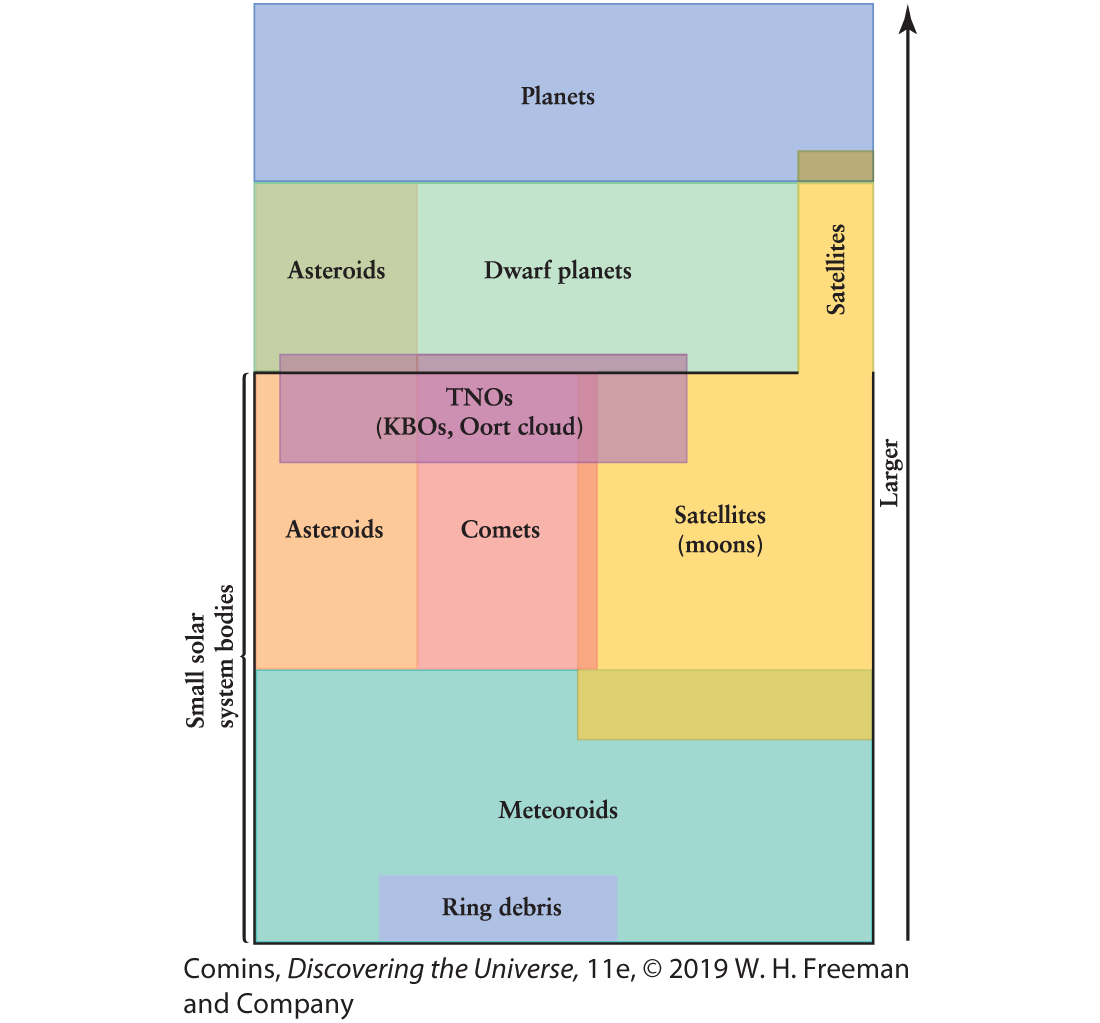 Planets
Asteroids
Dwarf planets
Satellites
TNOs
(KBOs, Oort cloud)
Larger
Asteroids
Comets
Satellites
(moons)
Small solar
system bodies
Meteoroids
Ring debris
Comins, Discovering the Universe, 11e, © 2019 W. H. Freeman
and Company